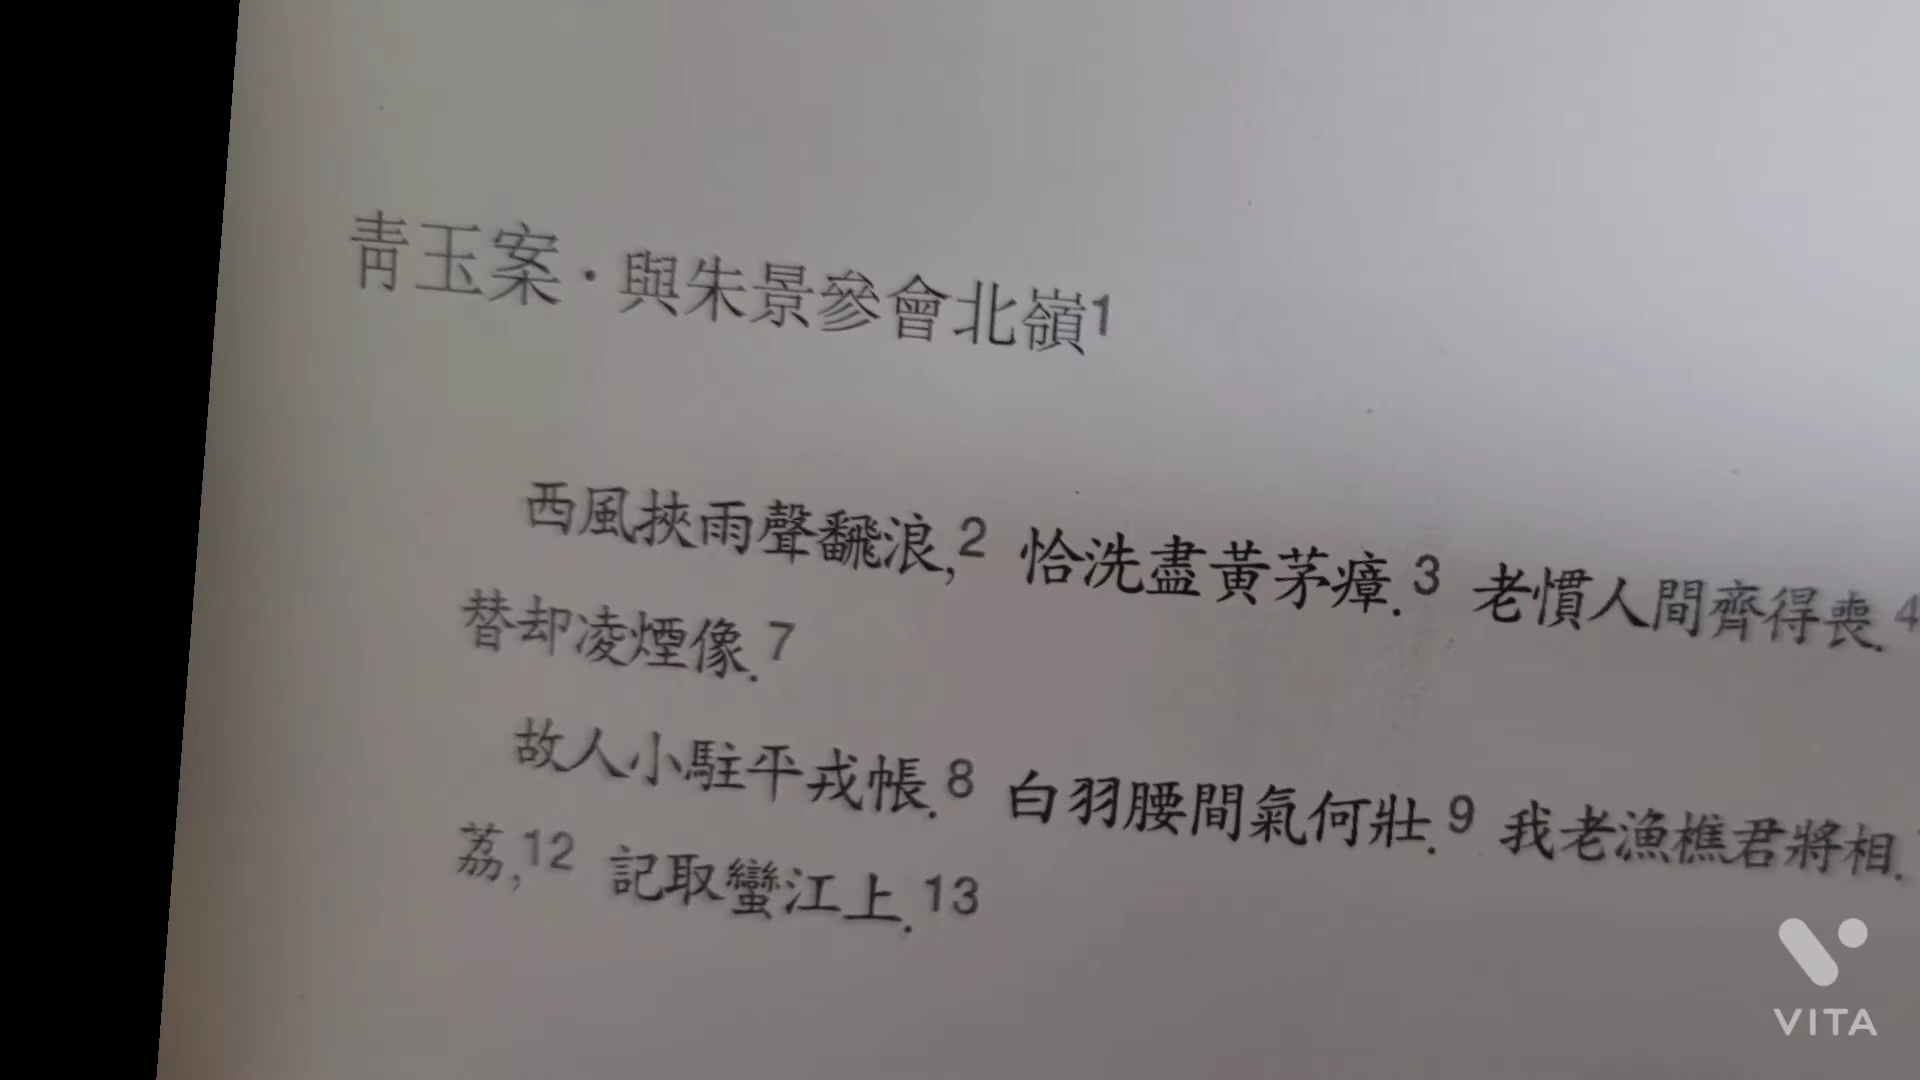 靑玉案·與朱景參會北嶺1
西風挾雨聲翻浪,2 恰洗盡黃茅瘴.3 老慣人間齊得喪.4
替却凌煙像.7
故人小駐平戎帳.8 白羽腰間氣何壯.9 我老漁樵君將相.
荔,12 記取蠻江上.13
VITA